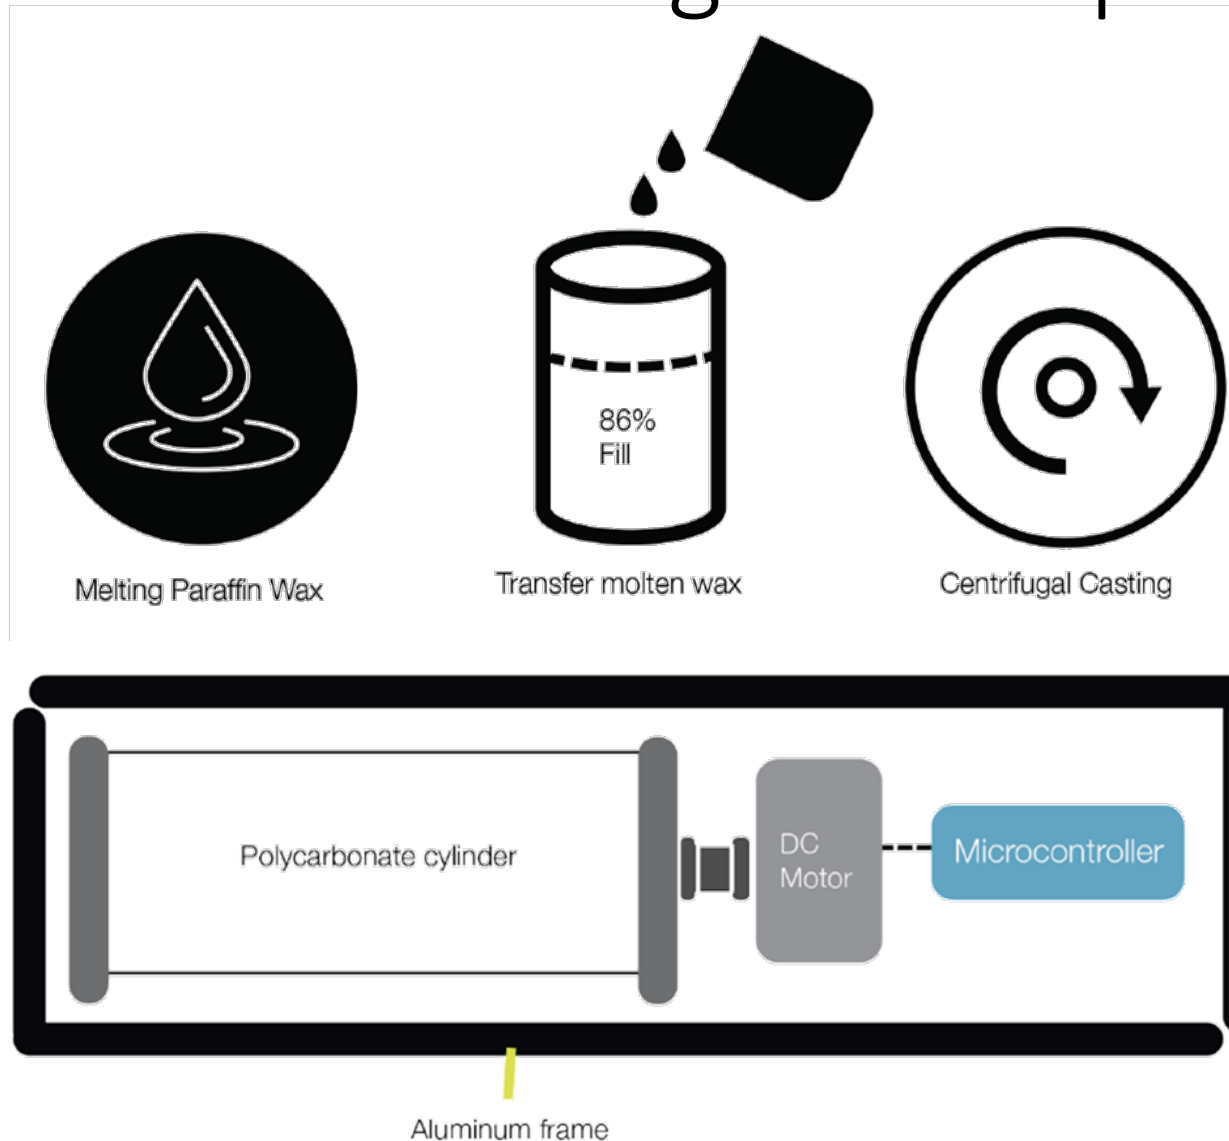 86%
Fill
Melting Paraffin Wax
Transfer molten wax
Centrifugal Casting
Polycarbonate cylinder
DC
Motor
Microcontroller
Aluminum frame